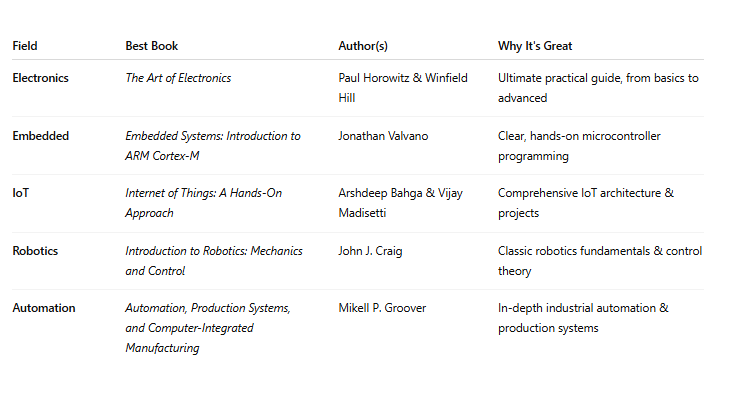 Field Best Book Author(s) Why It's Great
Electronics The Art of Electronics Paul Horowitz & Winfield Ultimate practical guide, from basics to
Hill advanced
Embedded Embedded Systems: Introduction to Jonathan Valvano Clear, hands-on microcontroller
ARM Cortex-M programming
IoT Internet of Things: A Hands-On Arshdeep Bahga & Vijay Comprehensive IoT architecture &
Approach Madisetti projects
Robotics Introduction to Robotics: Mechanics John J. Craig Classic robotics fundamentals & control
and Control theory
Automation Automation, Production Systems, Mikell P. Groover In-depth industrial automation &
and Computer-Integrated production systems
Manufacturing